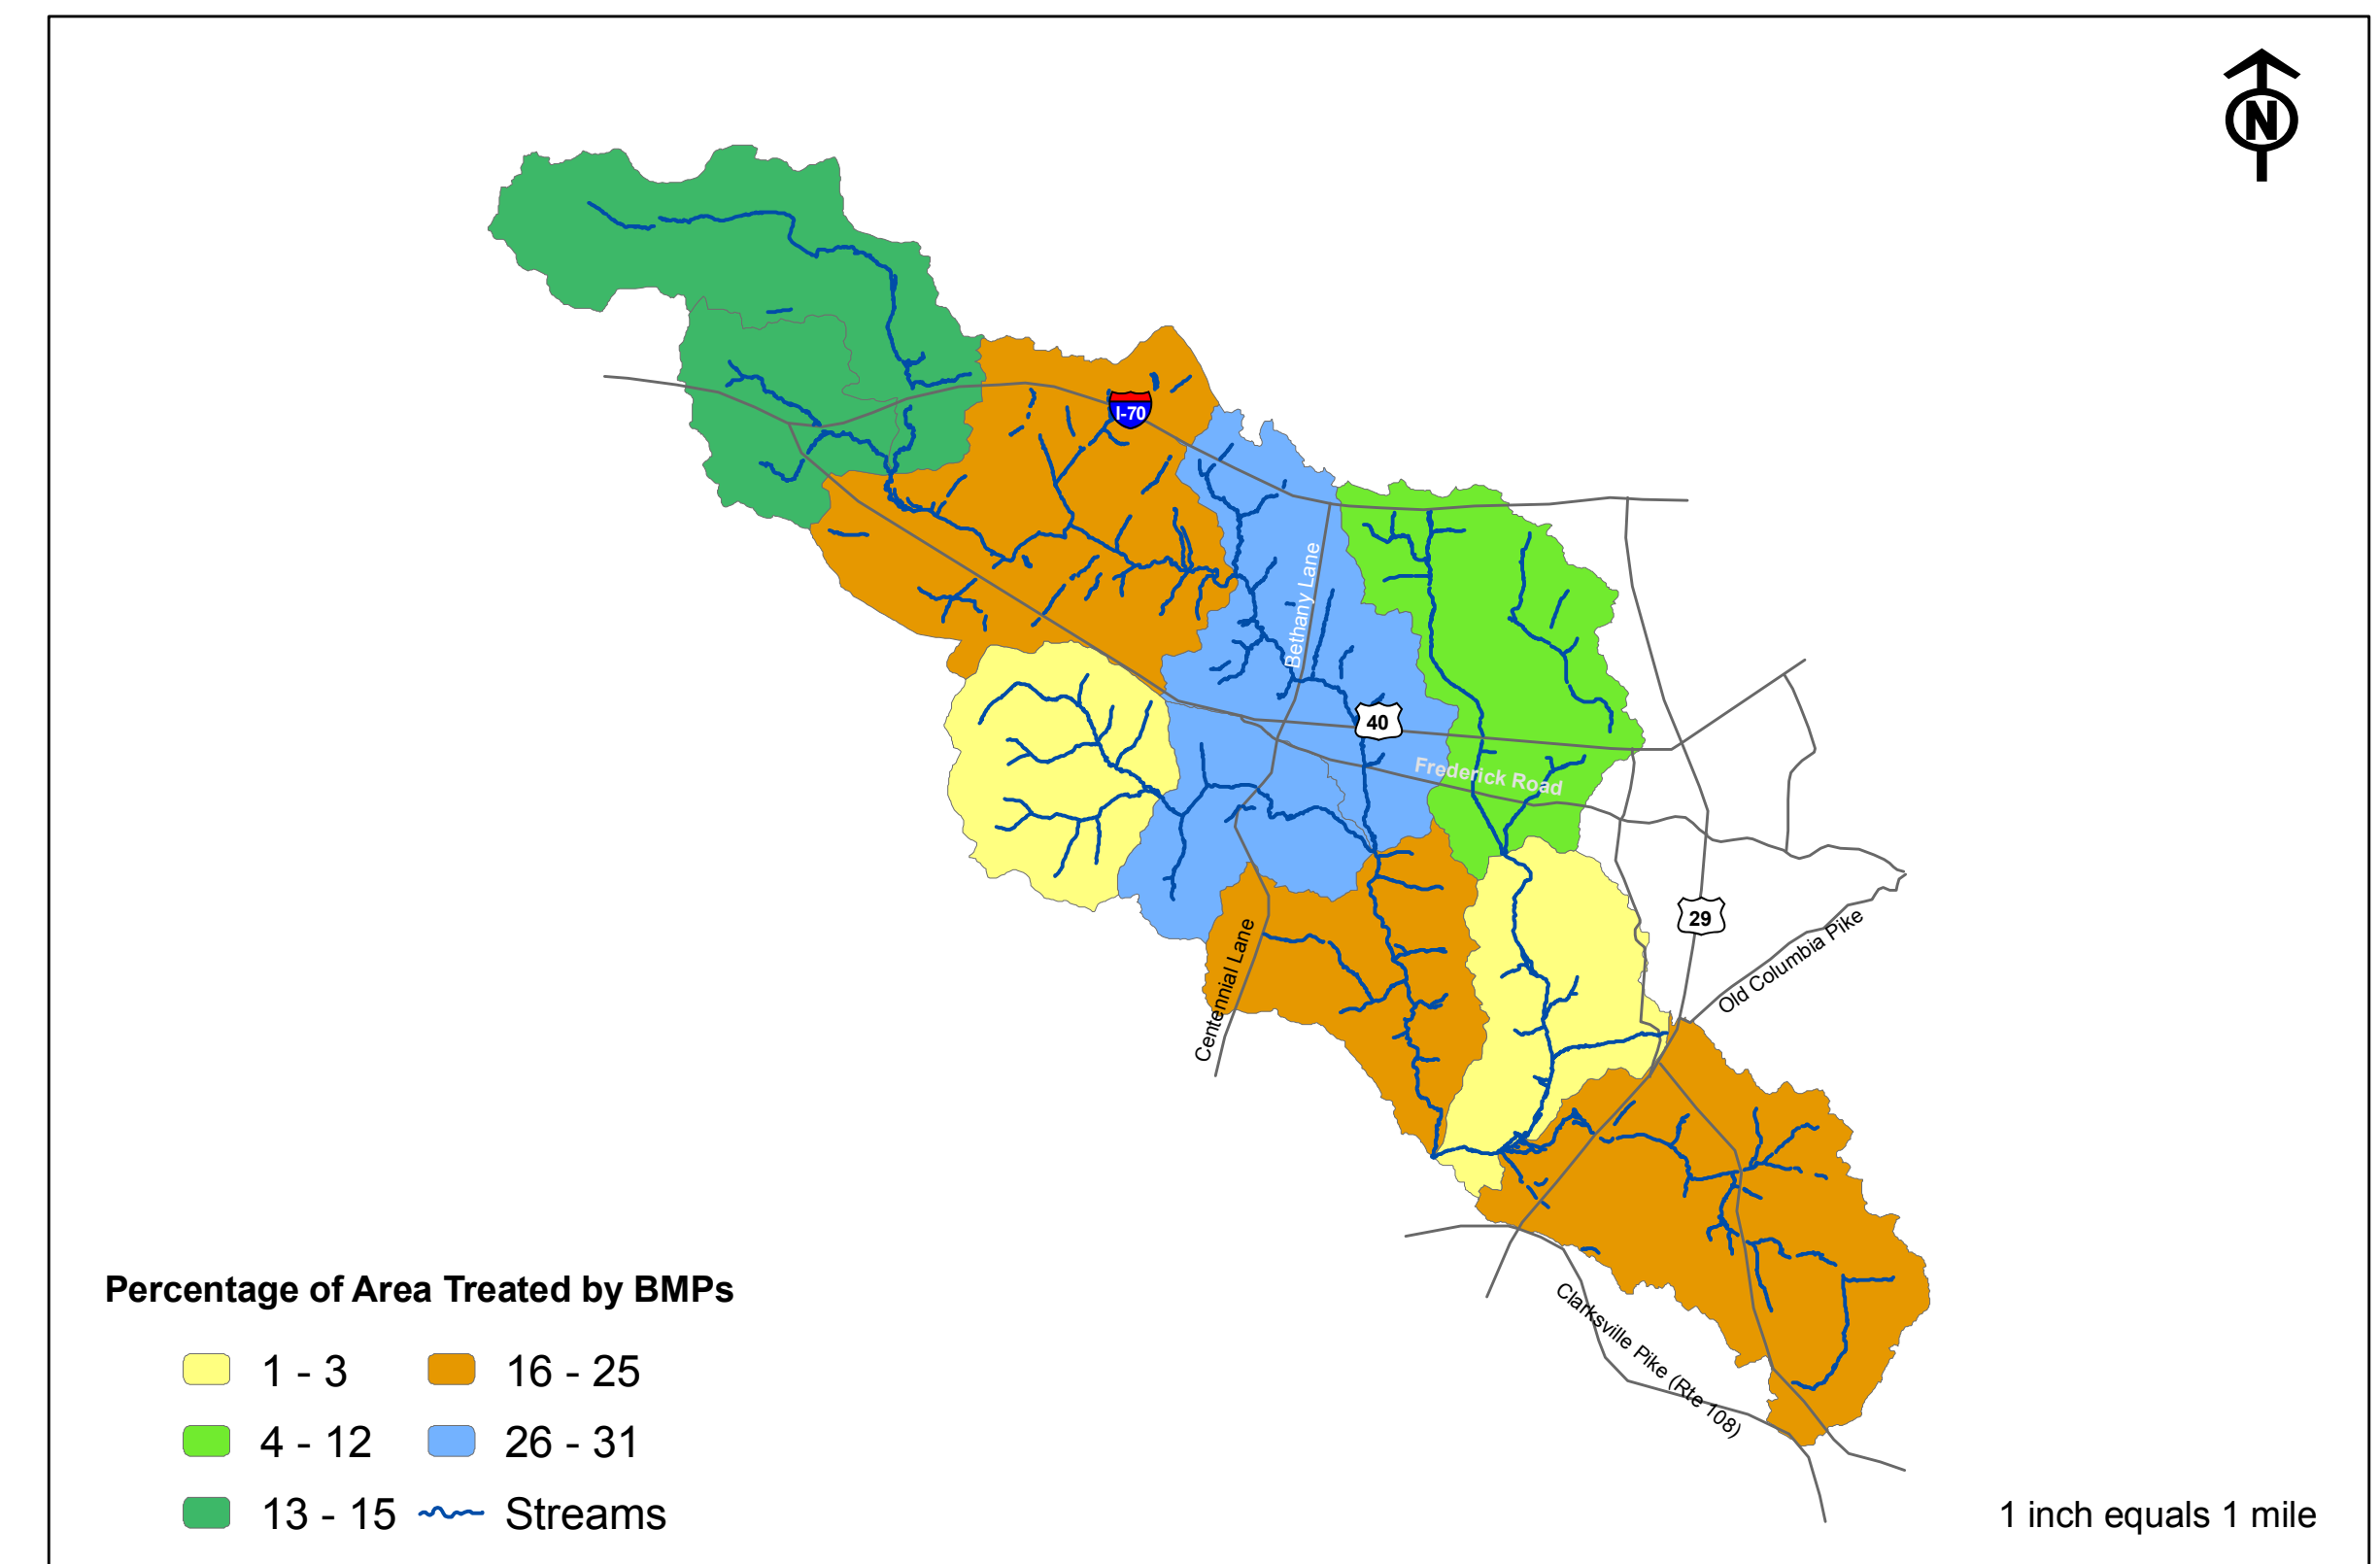 N
I-70
Bethany Lane
40
Frederick Road
29
Old Columbia Pike
Centennial Lane
Clarksville Pike (Rte 108)
Percentage of Area Treated by BMPs
1 - 3
16 - 25
4 - 12
26 - 31
13 - 15
Streams
1 inch equals 1 mile